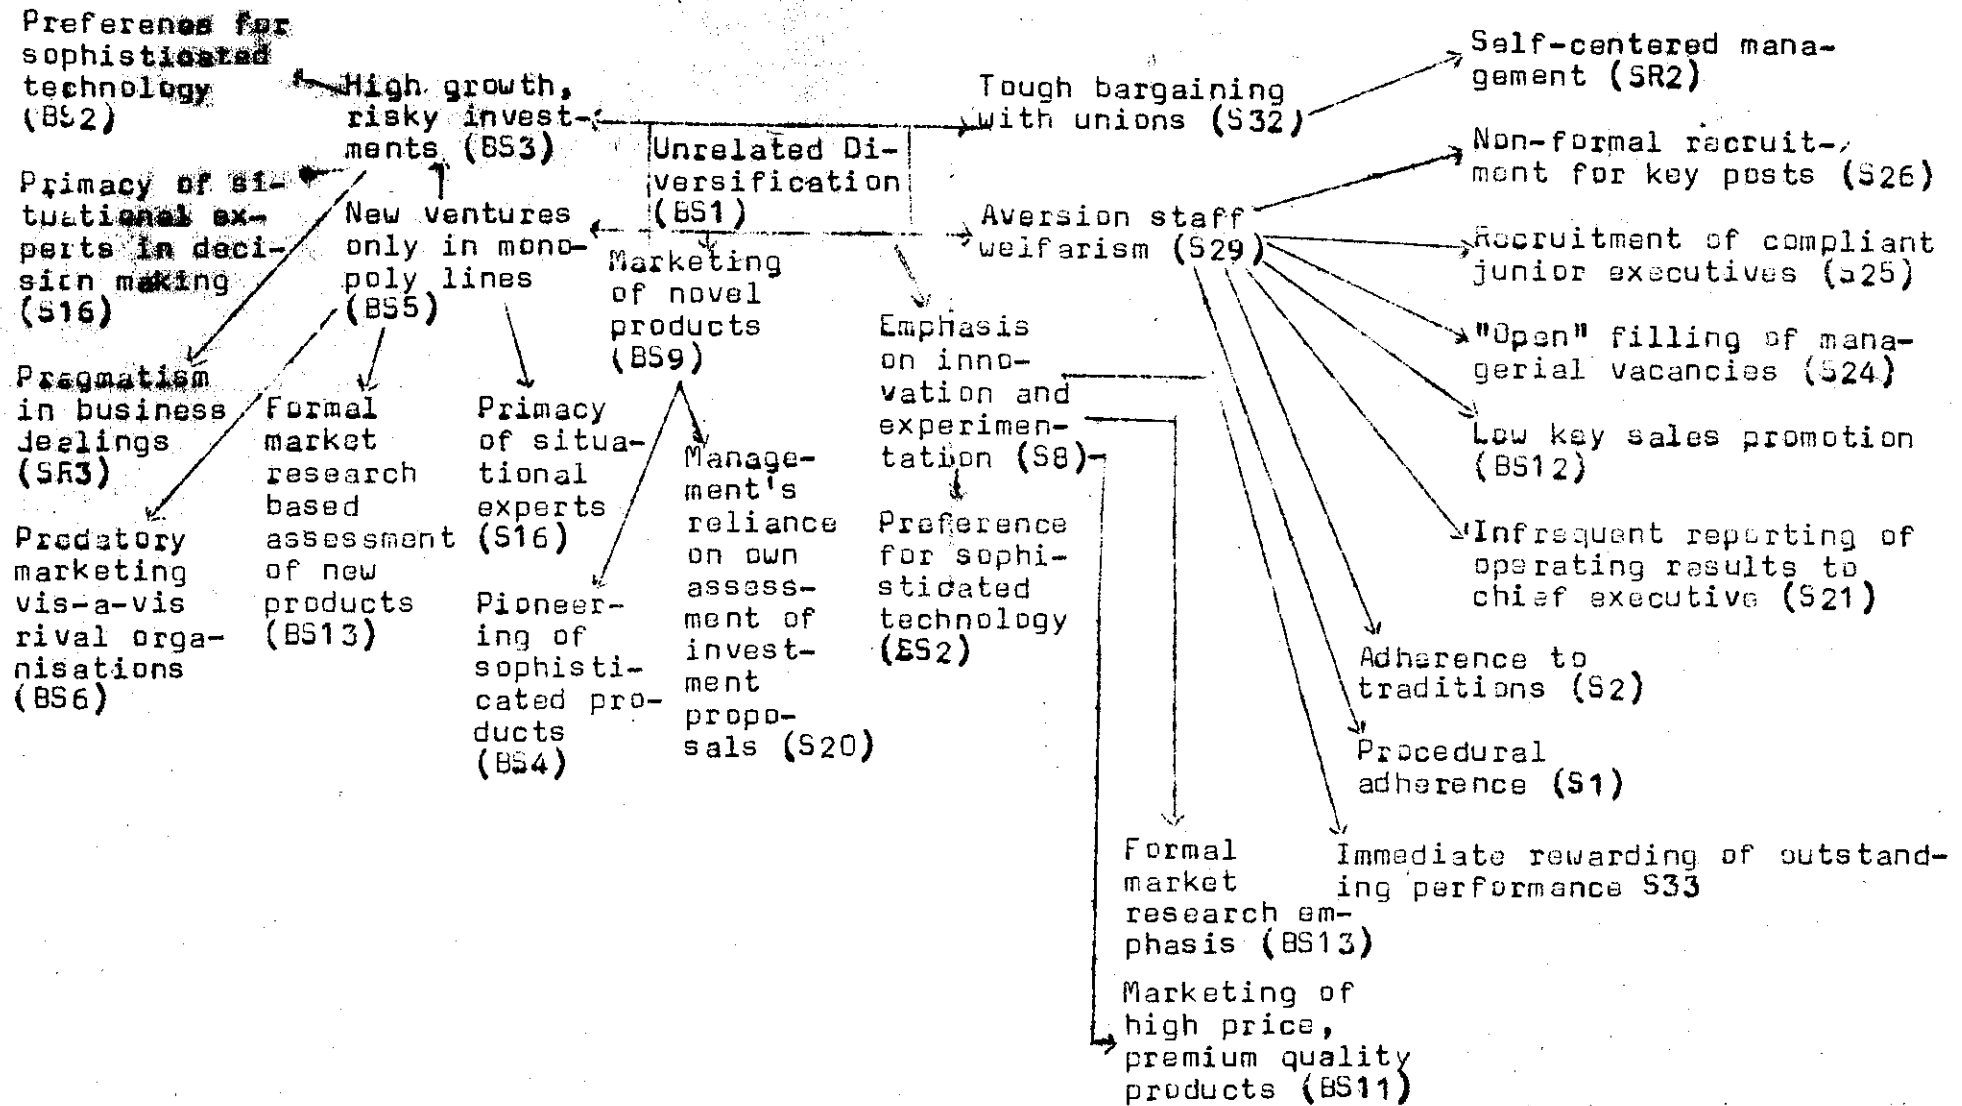 Preference for
sophisticated
technology
(BS2)
High growth,
risky invest-
ments (BS3)
Unrelated Di-
versification
(BS1)
Tough bargaining
with unions (S32)
Self-centered mana-
gement (SR2)
Non-formal recruit-
ment for key posts (S26)
Primacy of si-
tuational ex-
perts in deci-
sion making
(S16)
New ventures
only in mono-
poly lines
(BS5)
Marketing
of novel
products
(BS9)
Aversion staff
welfarism (S29)
Recruitment of compliant
junior executives (S25)
Emphasis
on inno-
vation and
experimen-
tation (S8)
"Open" filling of mana-
gerial vacancies (S24)
Pragmatism
in business
dealings
(SR3)
Formal
market
research
based
assessment
of new
products
(BS13)
Primacy
of situa-
tional
experts
(S16)
Manage-
ment's
reliance
on own
assess-
ment of
invest-
ment
propo-
sals (S20)
Low key sales promotion
(BS12)
Predatory
marketing
vis-a-vis
rival orga-
nisations
(BS6)
Pioneer-
ing of
sophisti-
cated pro-
ducts
(BS4)
Preference
for sophi-
sticated
technology
(BS2)
Infrequent reporting of
operating results to
chief executive (S21)
Adherence to
traditions (S2)
Procedural
adherence (S1)
Formal
market
research em-
phasis (BS13)
Immediate rewarding of outstand-
ing performance S33
Marketing of
high price,
premium quality
products (BS11)